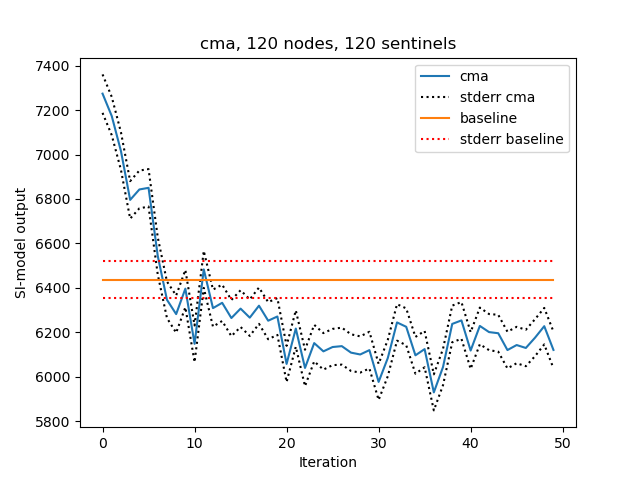 cma, 120 nodes, 120 sentinels
7400
7200
7000
6800
6600
6400
6200
6000
5800
SI-model output
cma
stderr cma
baseline
stderr baseline
0
10
20
30
40
50
Iteration